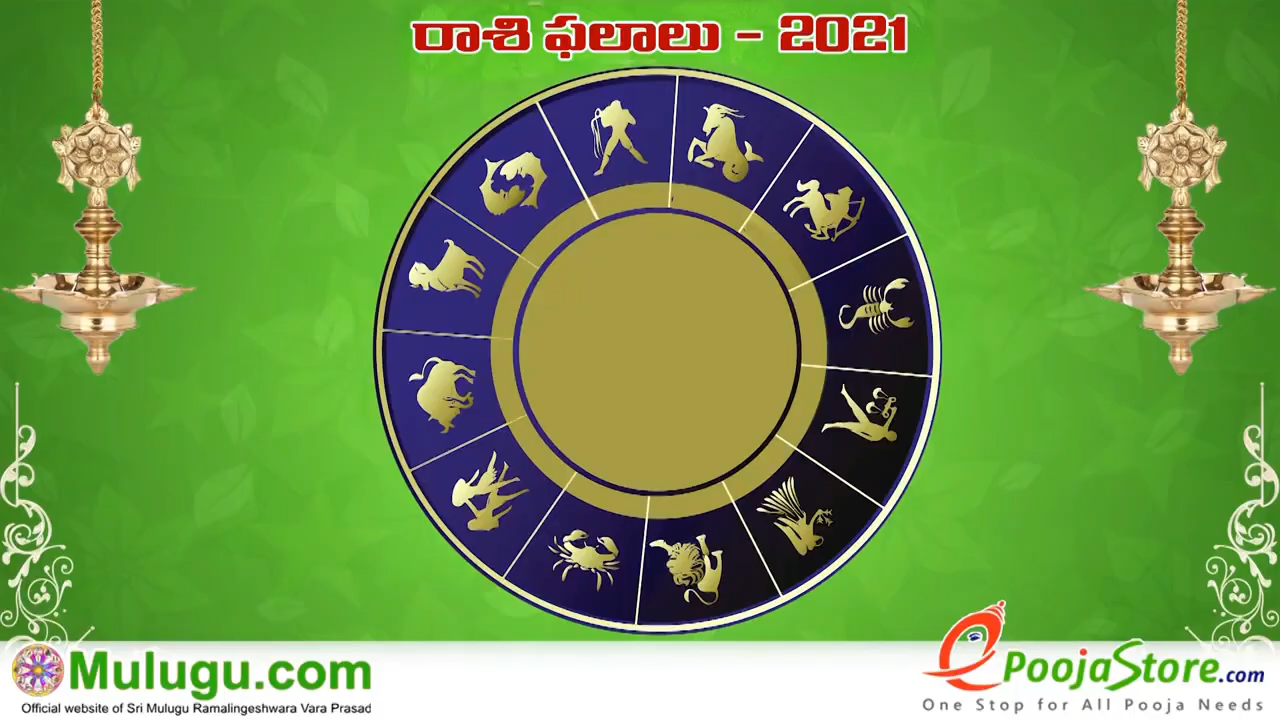 రాశి ఫలాలు - 2021
Mulugu.com
Official website of Sri Mulugu Ramalingeshwara Vara Prasad
ePoojaStore.com
One Stop for All Pooja Needs